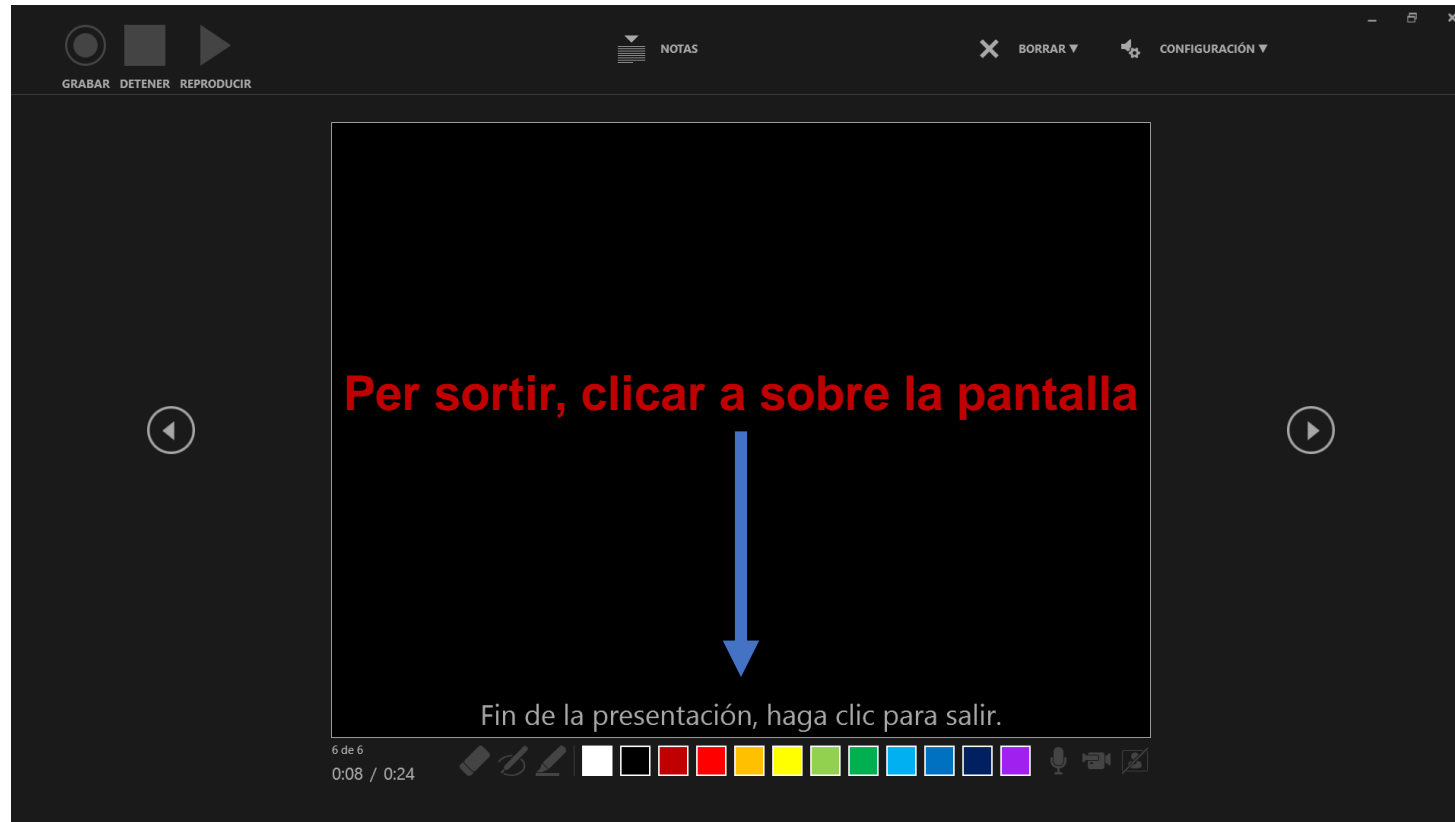 GRABAR DETENER REPRODUCIR
NOTAS
BORRAR
CONFIGURACIÓN
Per sortir, clicar a sobre la pantalla
Fin de la presentación, haga clic para salir.
6 de 6
0:08 / 0:24